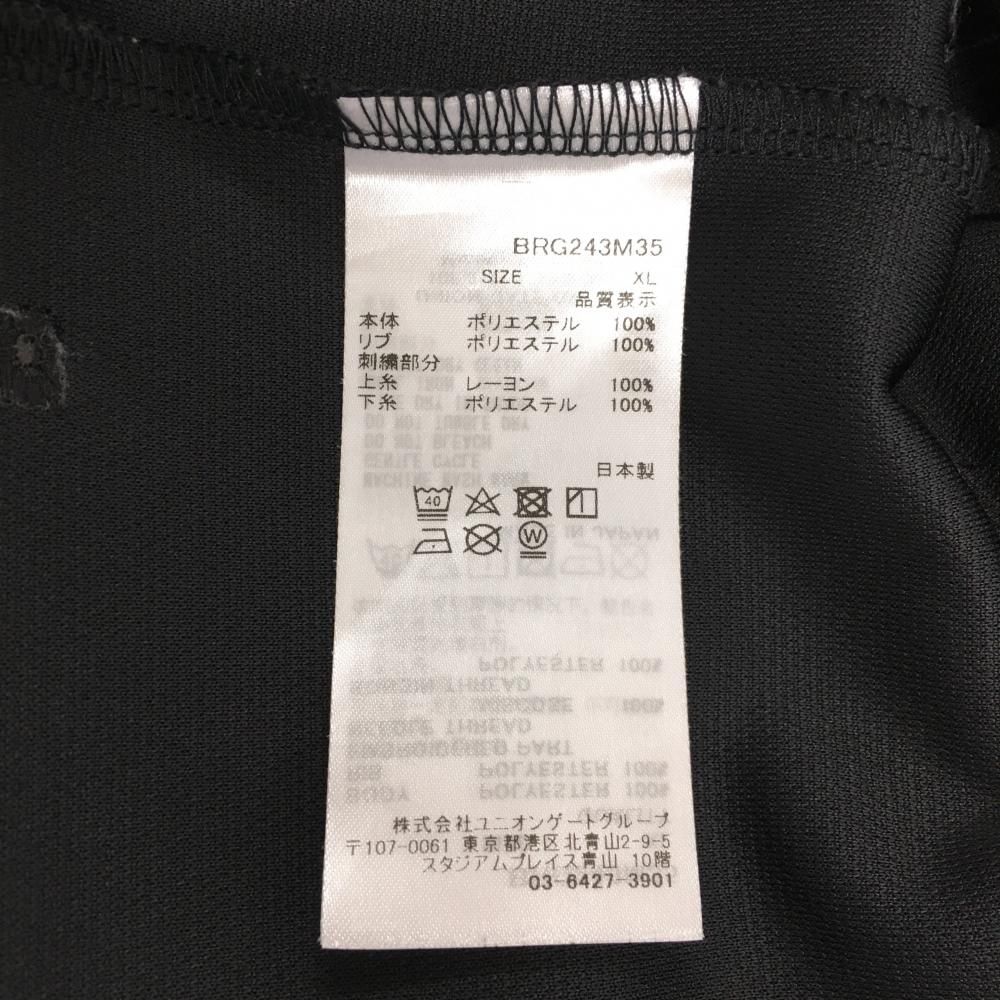 BRG243M35
SIZE XL
品質表示
本体 ポリエステル 100%
リブ ポリエステル 100%
刺繍部分
上糸 レーヨン 100%
下糸 ポリエステル 100%
日本製
40
W
株式会社ユニオンゲートグループ
〒107-0061 東京都港区北青山2-9-5
スタジアムプレイス青山 10階
03-6427-3901